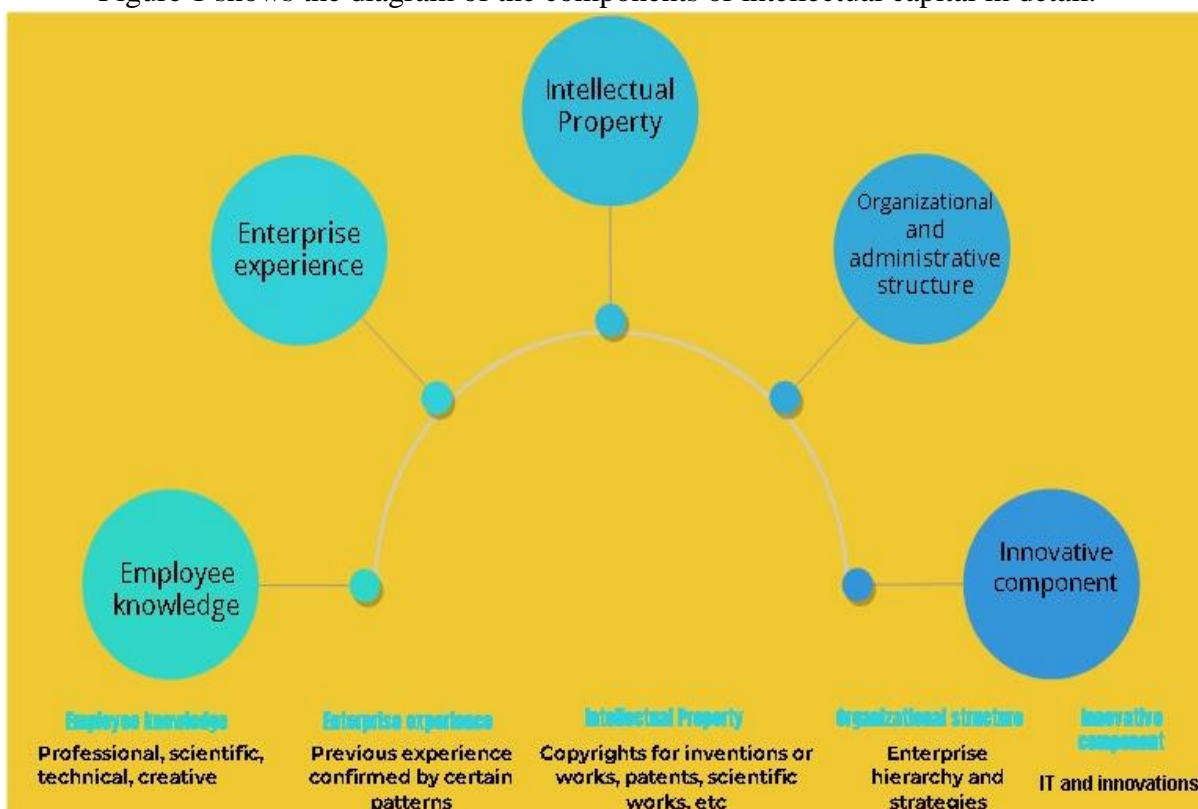 Figure 1 shows the diagram of the components of intellectual capital in detail.
Intellectual
Property
Enterprise
experience
Organizational
and
administrative
structure
Employee
knowledge
Innovative
component
Employee knowledge
Professional, scientific,
technical, creative
Enterprise experience
Previous experience
confirmed by certain
patterns
Intellectual Property
Copyrights for inventions or
works, patents, scientific
works, etc
Organizational structure
Enterprise
hierarchy and
strategies
Innovative
component
IT and innovations